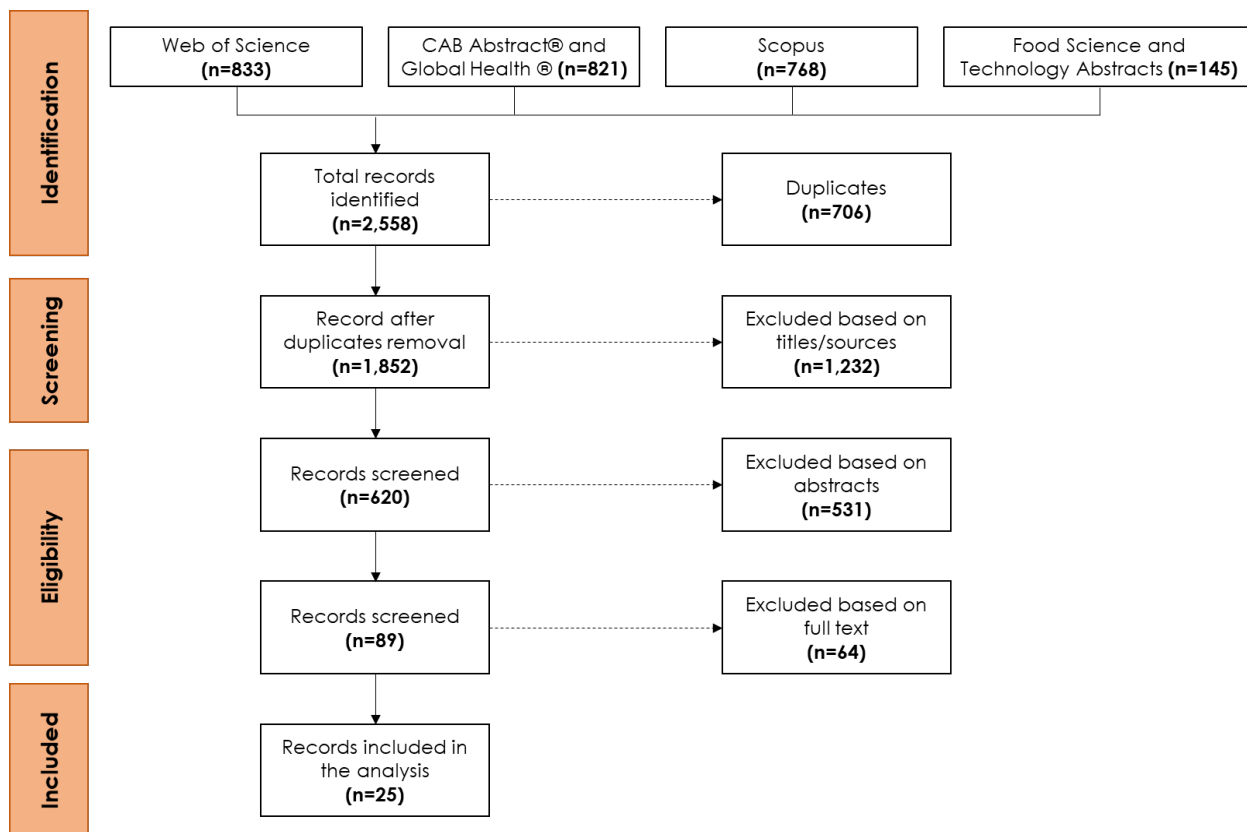 Identification
Web of Science
(n=833)
CAB Abstract® and
Global Health ® (n=821)
Scopus
(n=768)
Food Science and
Technology Abstracts (n=145)
Total records
identified
(n=2,558)
Duplicates
(n=706)
Screening
Record after
duplicates removal
(n=1,852)
Excluded based on
titles/sources
(n=1,232)
Eligibility
Records screened
(n=620)
Excluded based on
abstracts
(n=531)
Records screened
(n=89)
Excluded based on
full text
(n=64)
Included
Records included in
the analysis
(n=25)